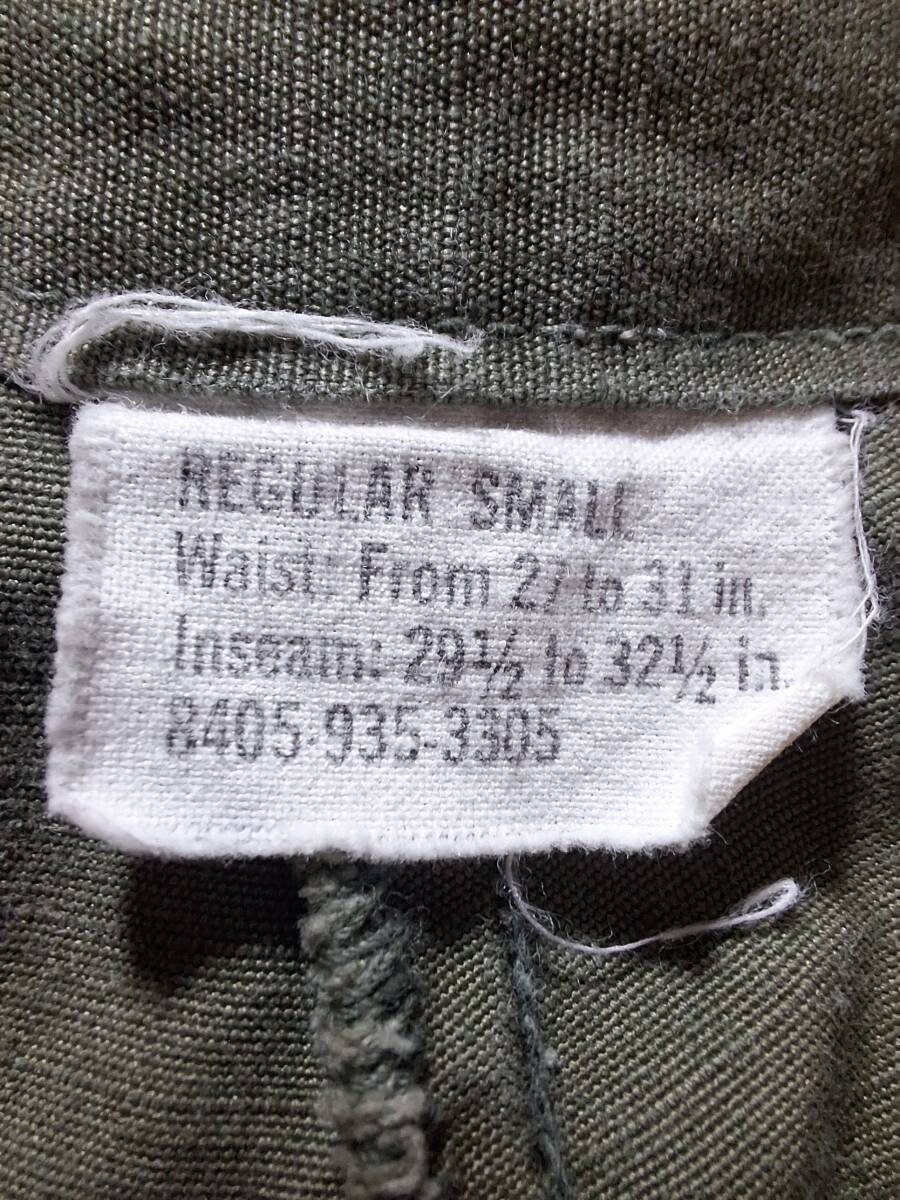 REGULAR SMALL
Waist: From 27 to 31 in.
Inseam: 29½ to 32½ in.
8405-935-3305